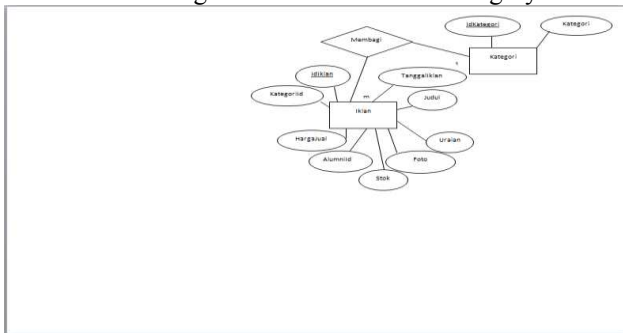 IdKategori
Kategori
Membagi
Kategori
IdIklan
TanggalIklan
KategoriId
m
Judul
Iklan
HargaJual
Uraian
AlumniId
Foto
Stok